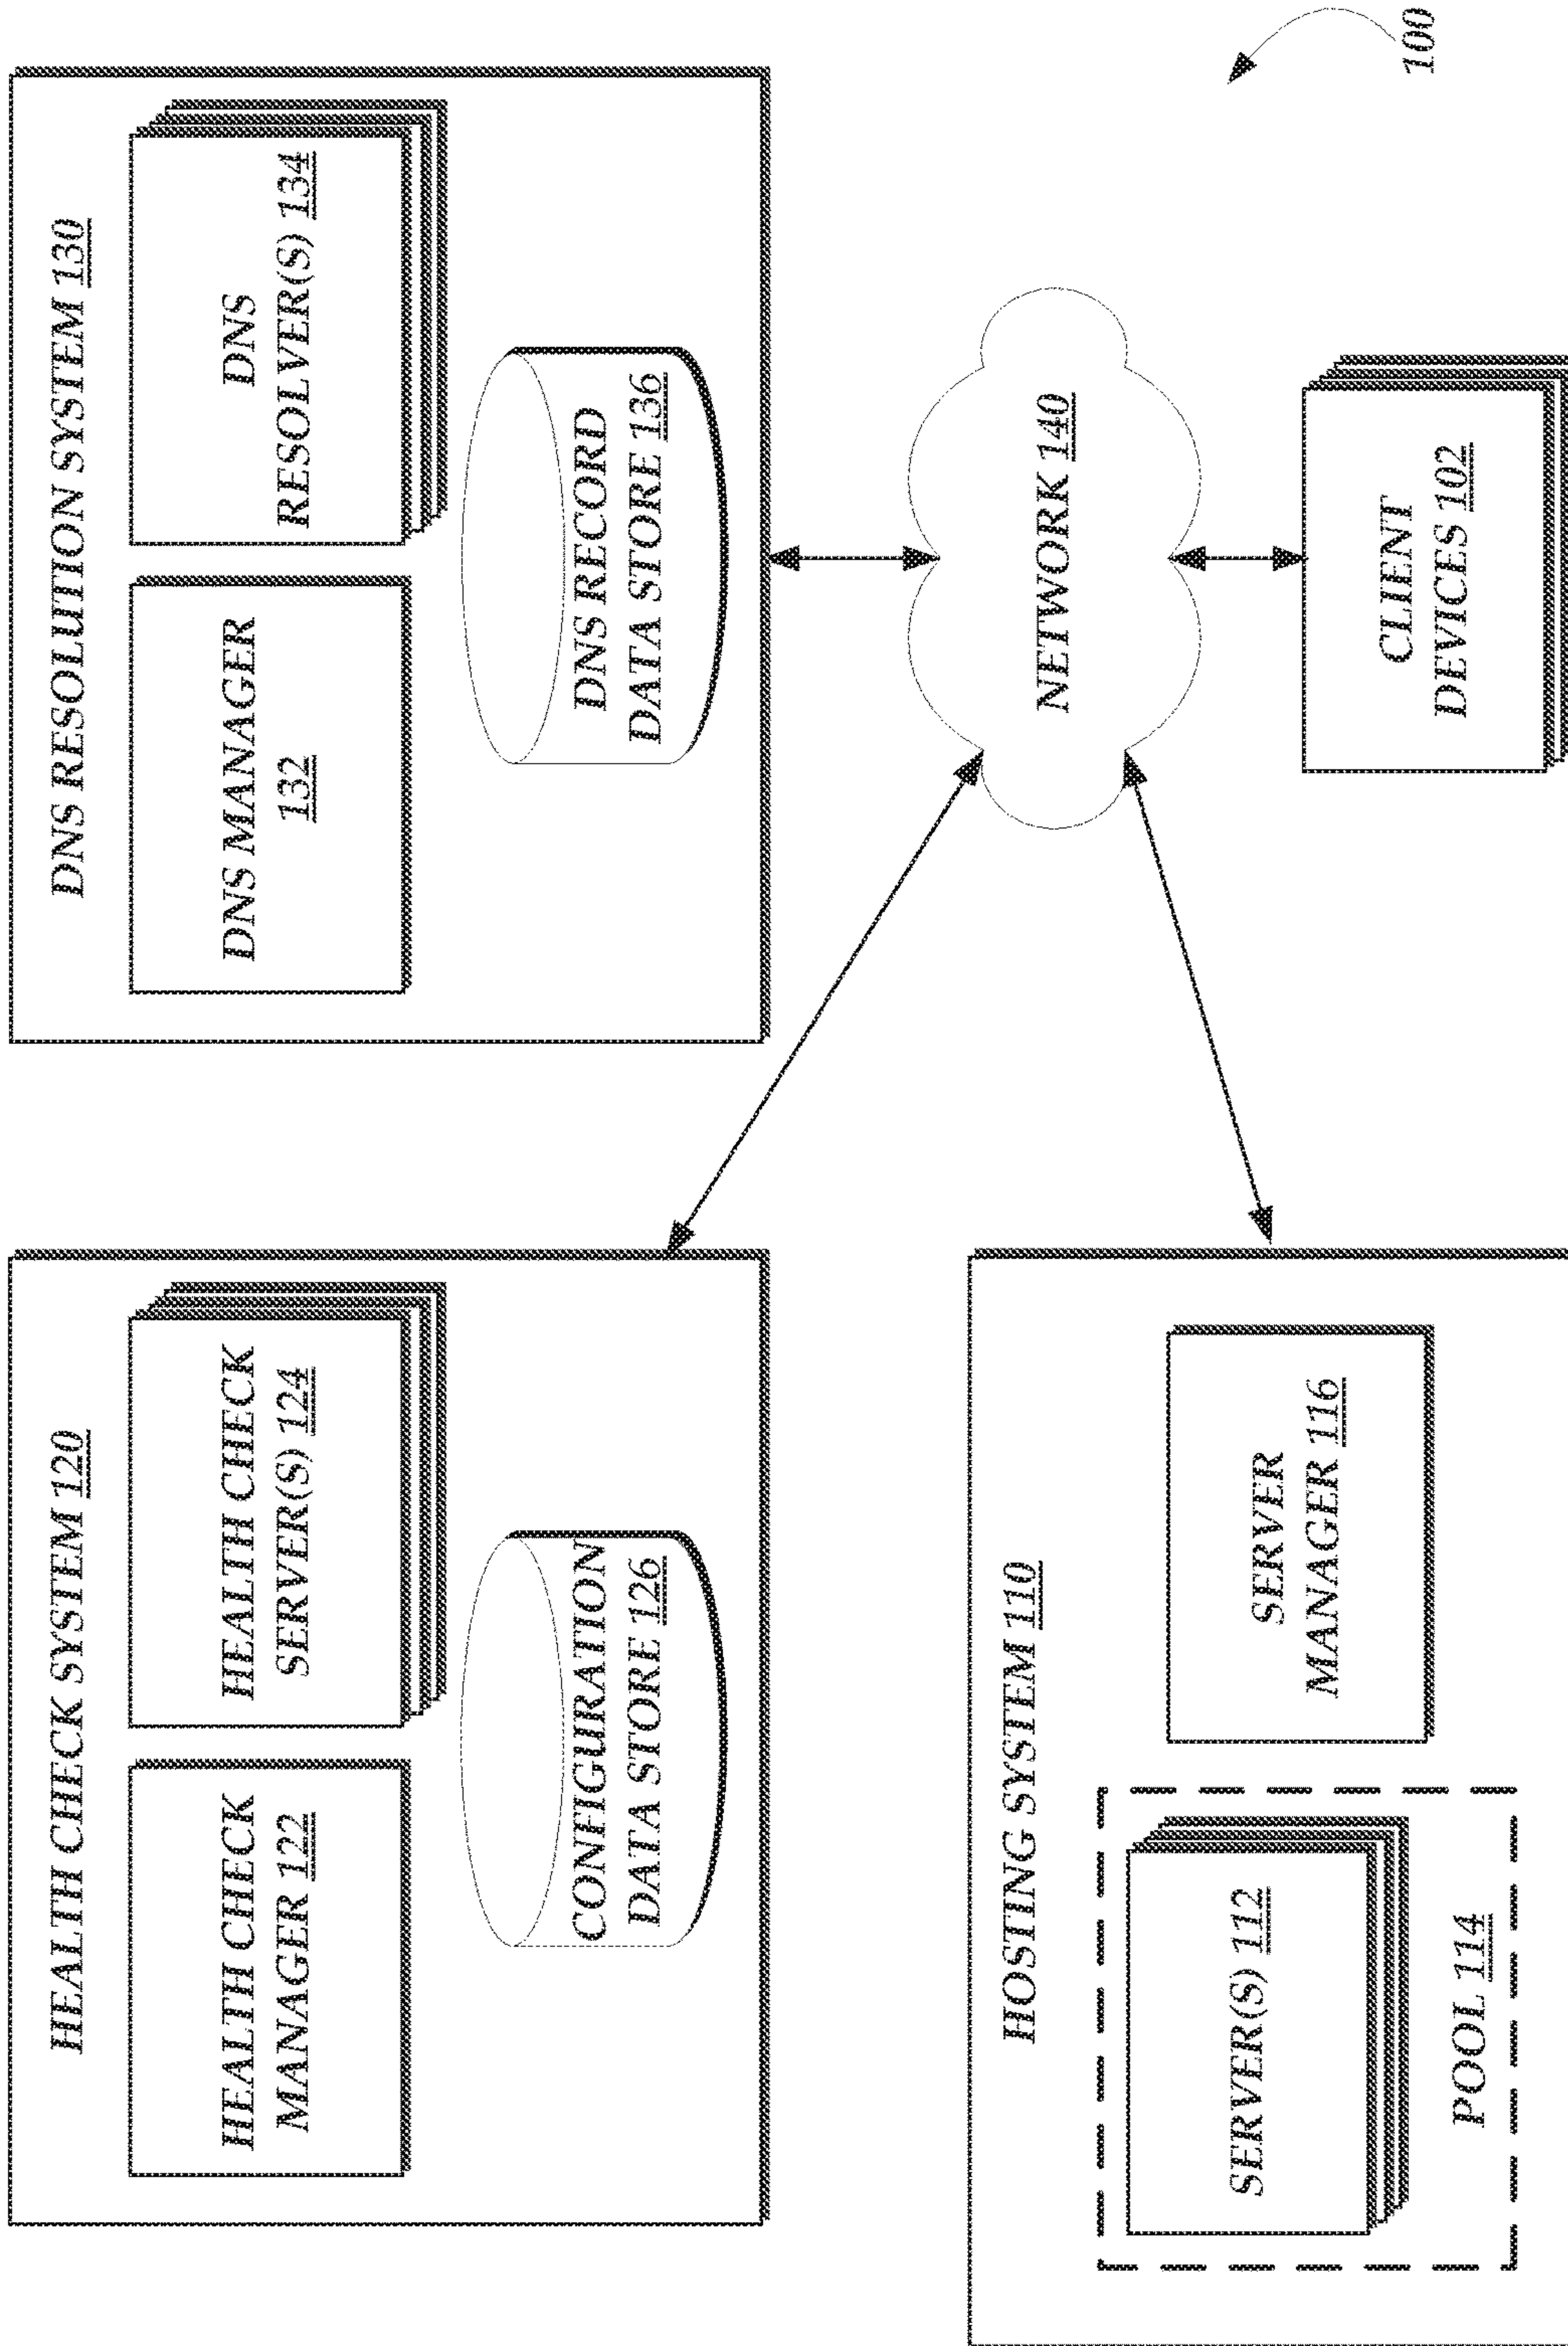 HEALTH CHECK SYSTEM 120
HEALTH CHECK
MANAGER 122
HEALTH CHECK
SERVER(S) 124
CONFIGURATION
DATA STORE 126
DNS RESOLUTION SYSTEM 130
DNS MANAGER
132
DNS
RESOLVER(S) 134
DNS RECORD
DATA STORE 136
HOSTING SYSTEM 110
SERVER(S) 112
POOL 114
SERVER
MANAGER 116
NETWORK 140
CLIENT
DEVICES 102
100